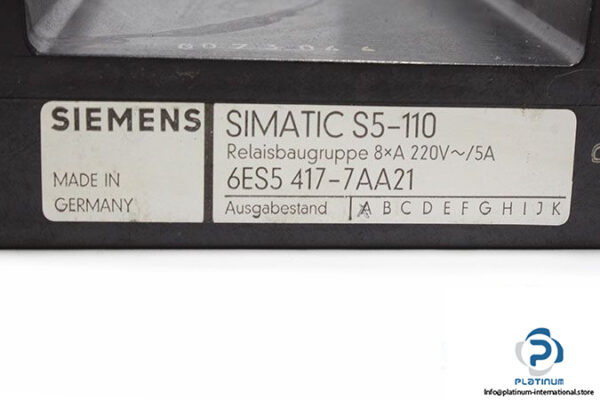 0073044
SIEMENS
MADE IN
GERMANY
SIMATIC S5-110
Relaisbaugruppe 8×A 220V~/5A
6ES5 417-7AA21
Ausgabestand A B C D E F G H I J K
PLATINUM
Info@platinum-international.store